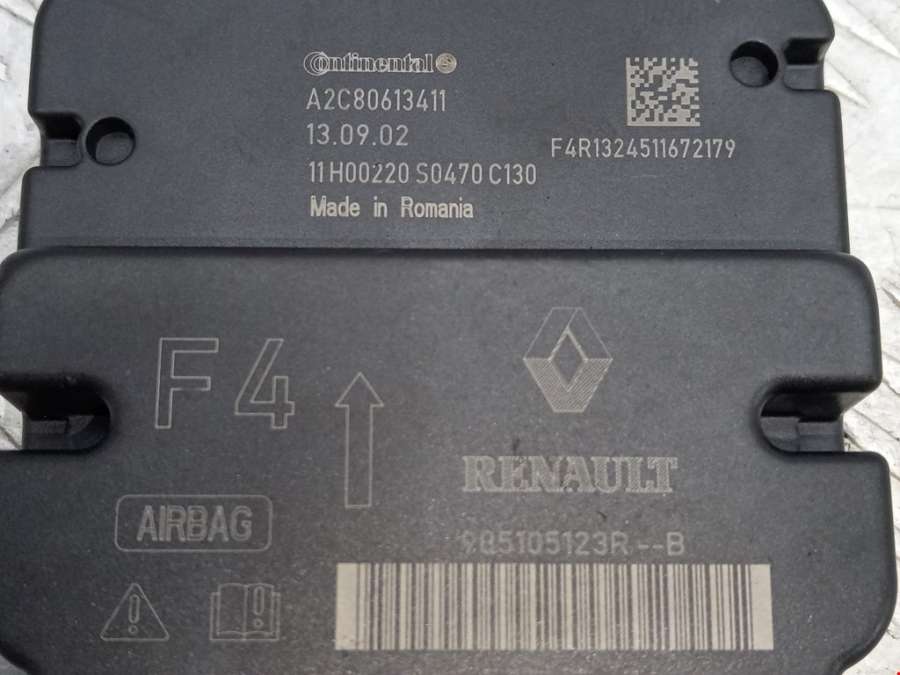 Continental
A2C80613411
13.09.02
F4R1324511672179
11H00220 S0470 C130
Made in Romania
F4
RENAULT
AIRBAG
985105123R--B